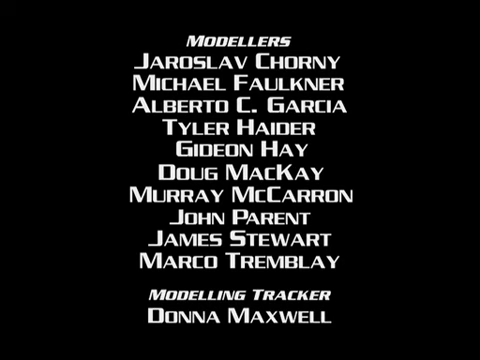 Modellers
Jaroslav Chorny
Michael Faulkner
Alberto C. Garcia
Tyler Haider
Gideon Hay
Doug MacKay
Murray McCarron
John Parent
James Stewart
Marco Tremblay
Modelling Tracker
Donna Maxwell